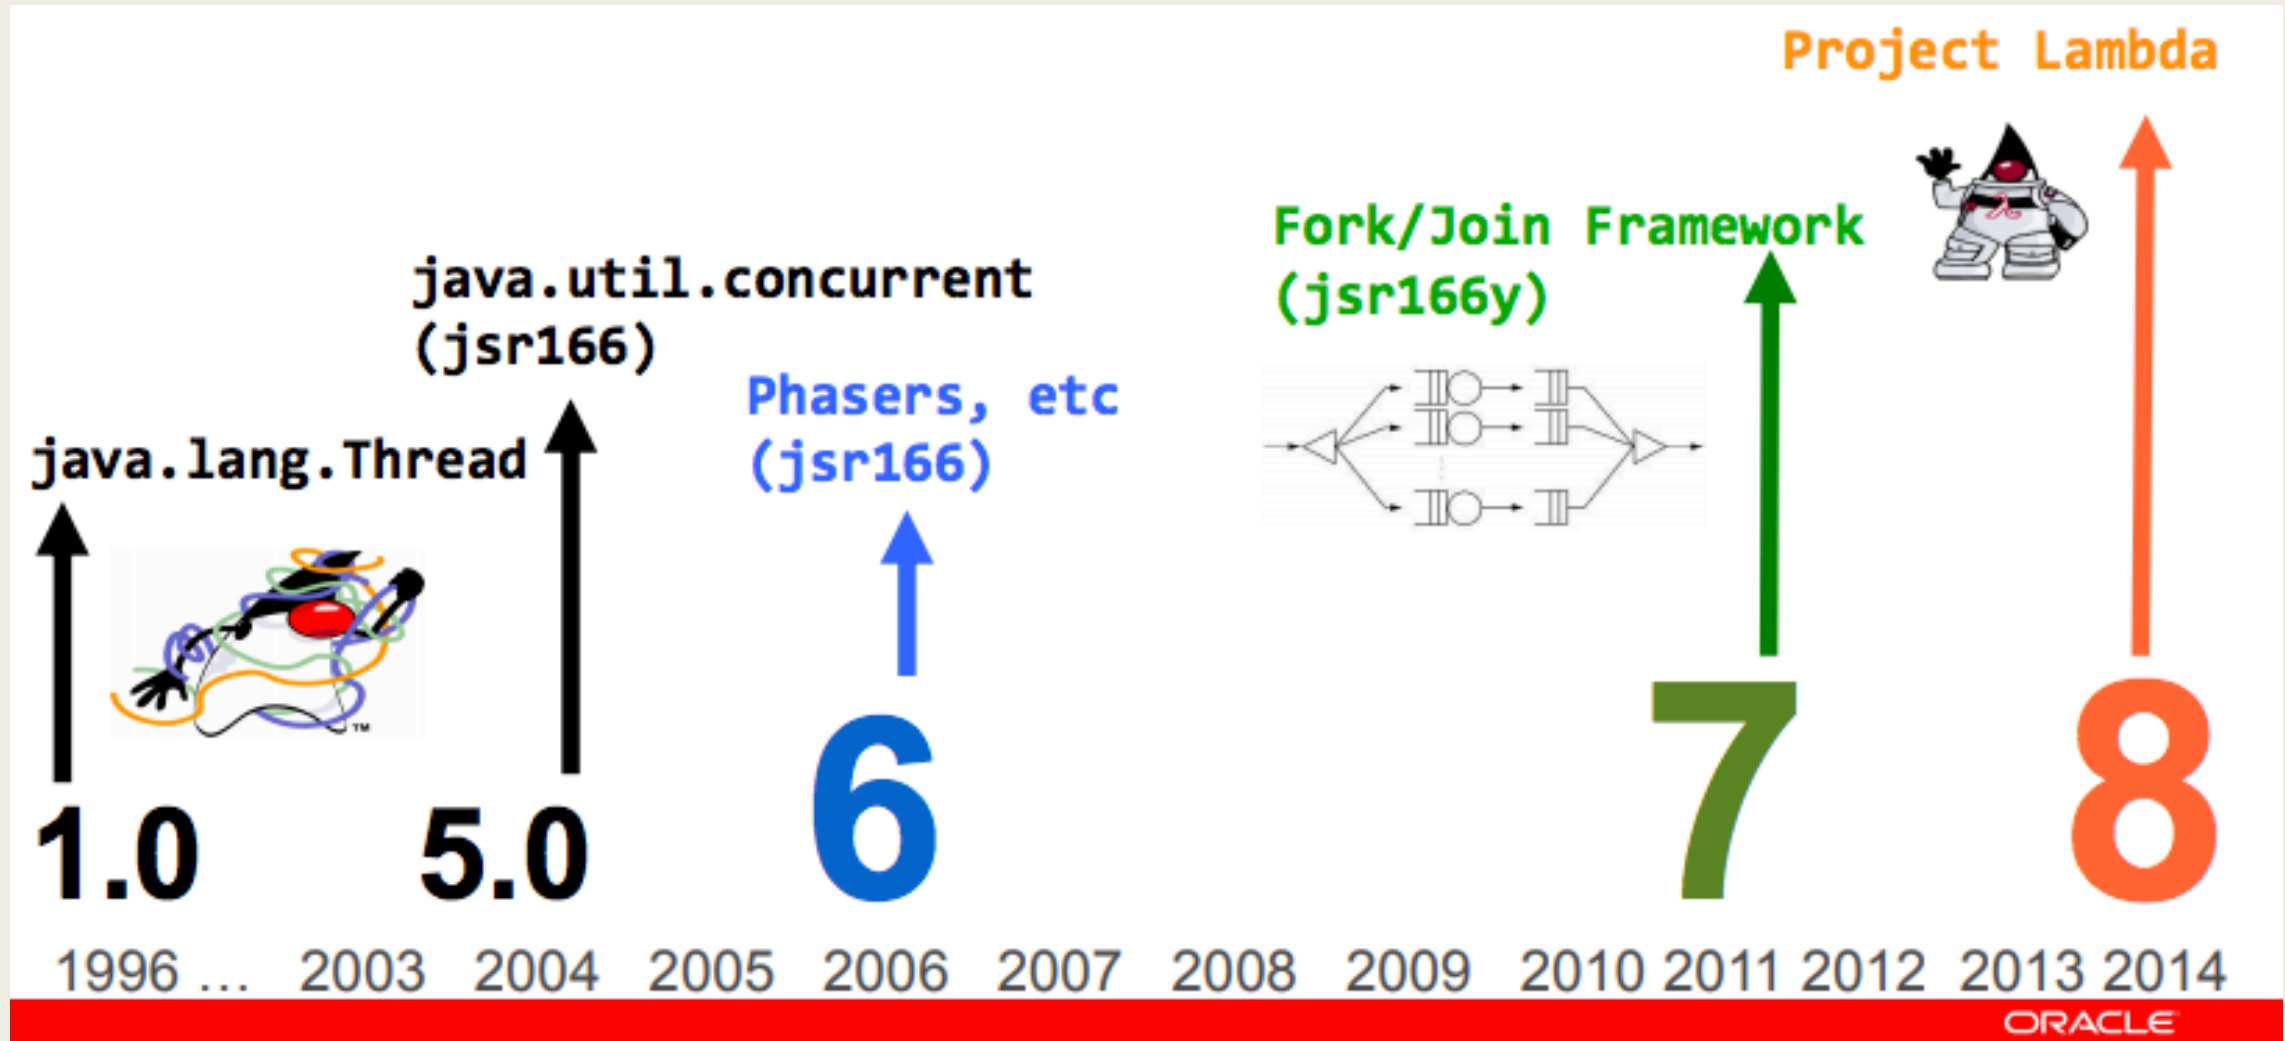 Project Lambda
Fork/Join Framework
(jsr166y)
java.util.concurrent
(jsr166)
Phasers, etc
(jsr166)
java.lang.Thread
TM
1.0 5.0 6 7 8
1996 ... 2003 2004 2005 2006 2007 2008 2009 2010 2011 2012 2013 2014
ORACLE